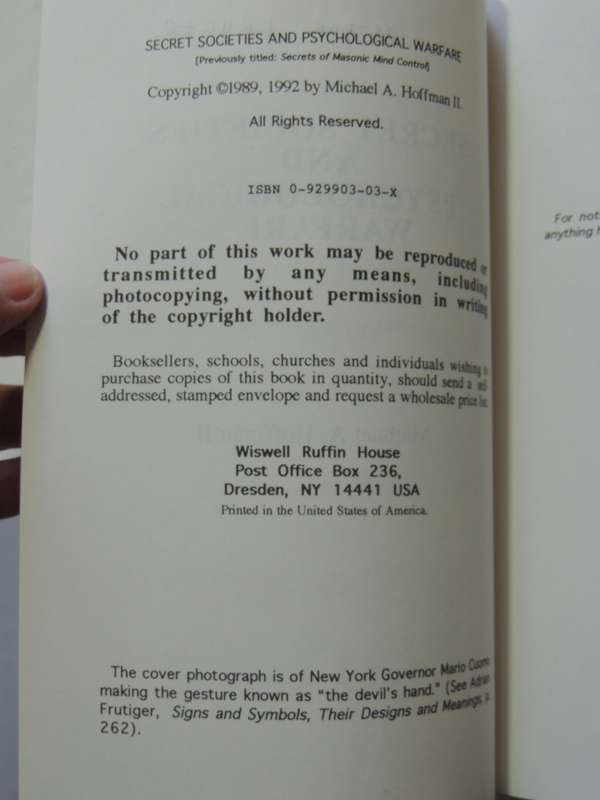 SECRET SOCIETIES AND PSYCHOLOGICAL WARFARE
[Previously titled: Secrets of Masonic Mind Control]
Copyright ©1989, 1992 by Michael A. Hoffman II.
All Rights Reserved.
ISBN 0-929903-03-X
No part of this work may be reproduced or
transmitted by any means, including
photocopying, without permission in writing
of the copyright holder.
Booksellers, schools, churches and individuals wishing to
purchase copies of this book in quantity, should send a self-
addressed, stamped envelope and request a wholesale price list.
Wiswell Ruffin House
Post Office Box 236,
Dresden, NY 14441 USA
Printed in the United States of America.
The cover photograph is of New York Governor Mario Cuomo
making the gesture known as "the devil's hand." (See Adrian
Frutiger, Signs and Symbols, Their Designs and Meanings, p.
262).
For not
anything